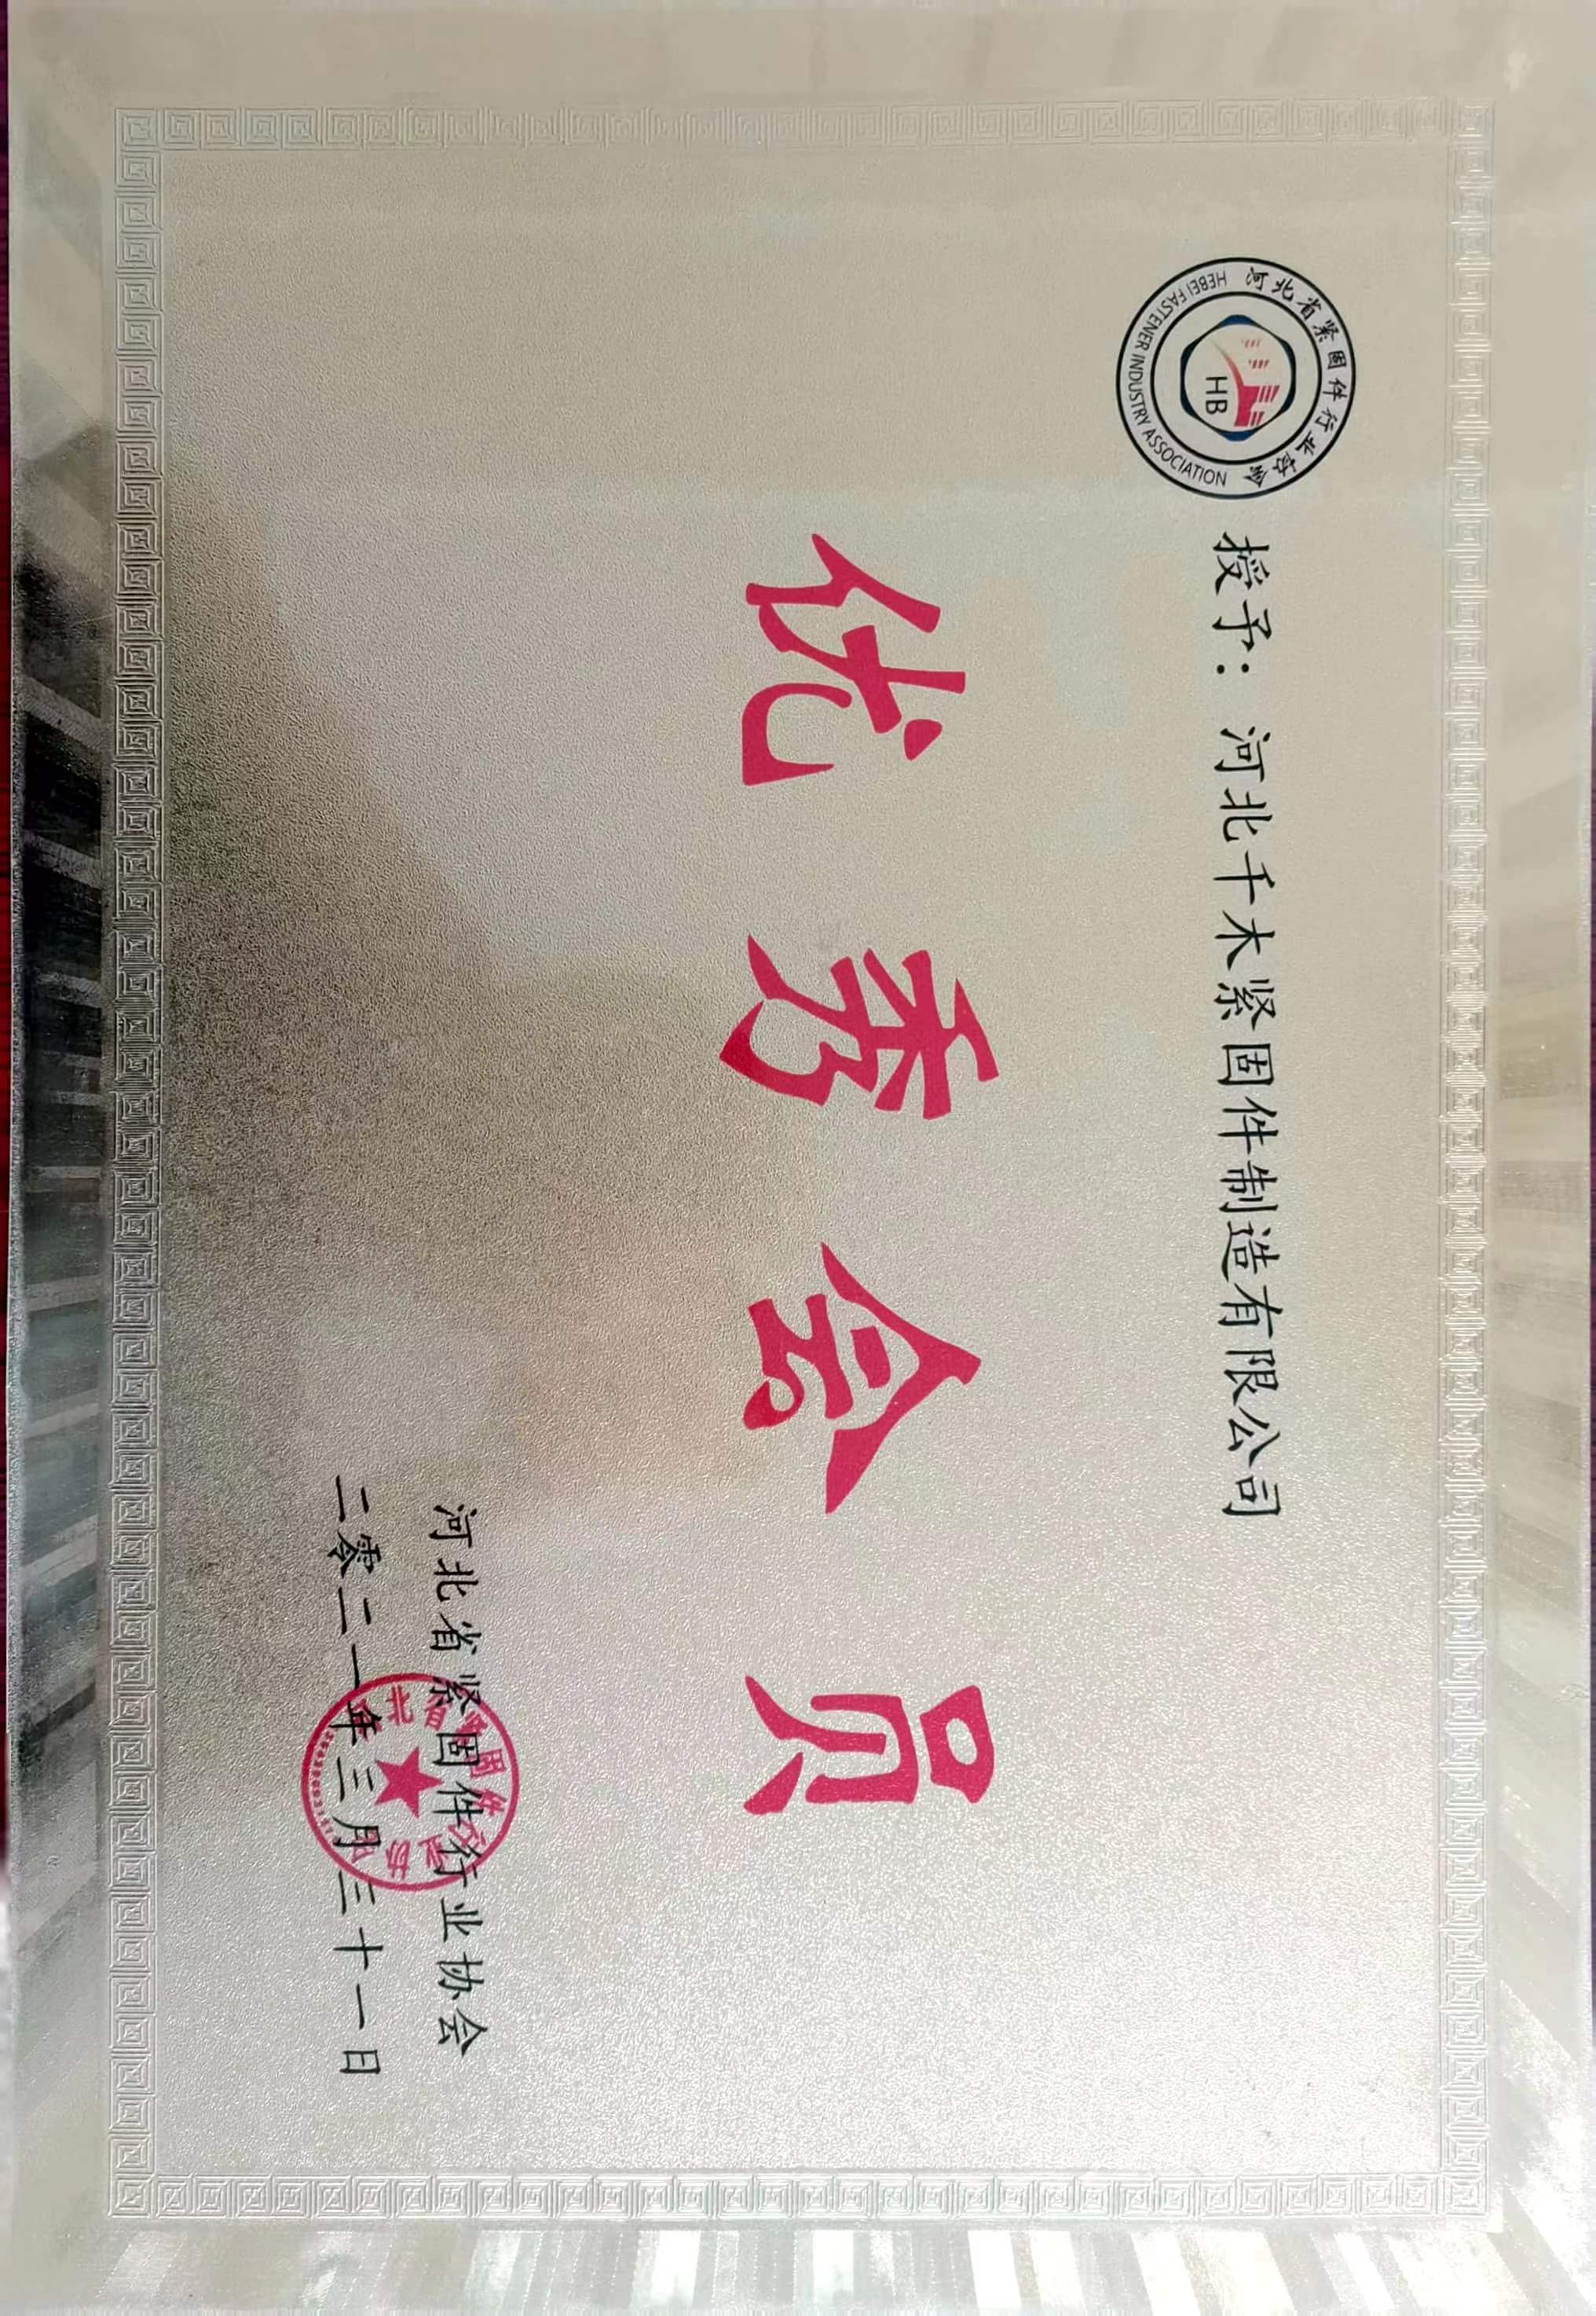 河北省紧固件行业协会
HEBEI FASTENER INDUSTRY ASSOCIATION
HB
授予：河北千木紧固件制造有限公司
优秀会员
河北省紧固件行业协会
二零二一年三月三十一日